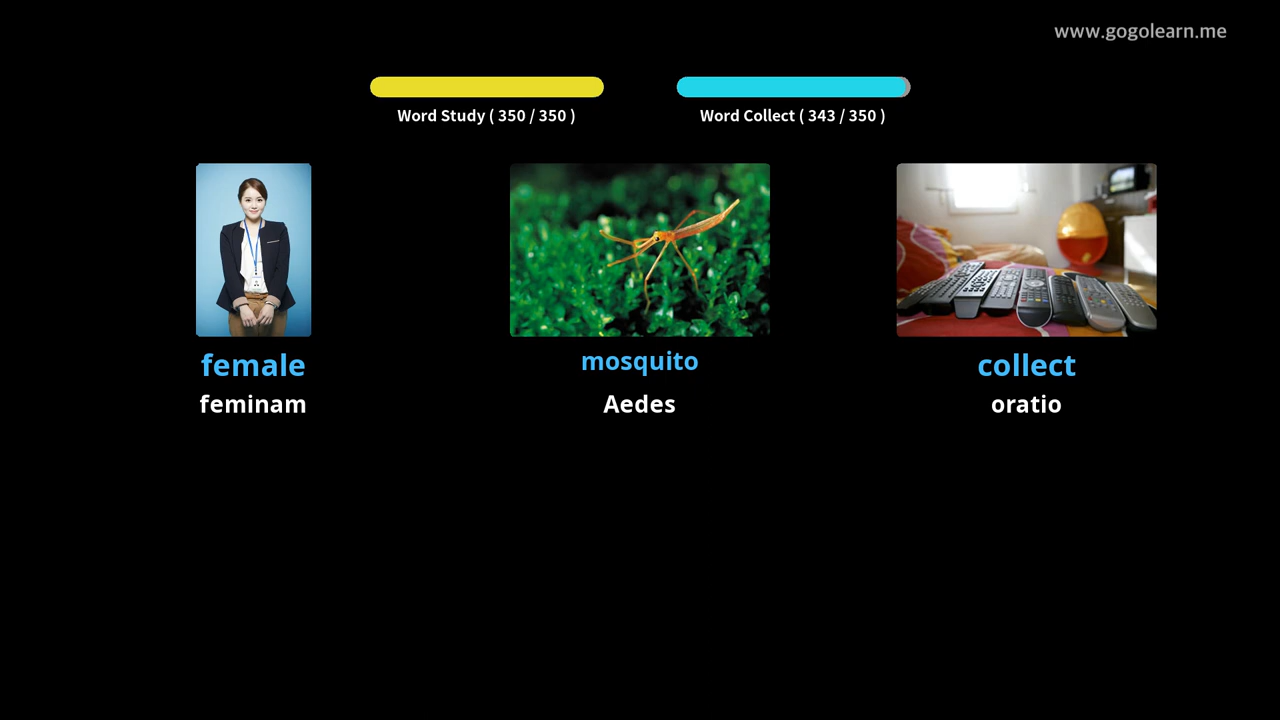 www.gogolearn.me
Word Study ( 350 / 350 )
Word Collect ( 343 / 350 )
female
mosquito
collect
feminam
Aedes
oratio